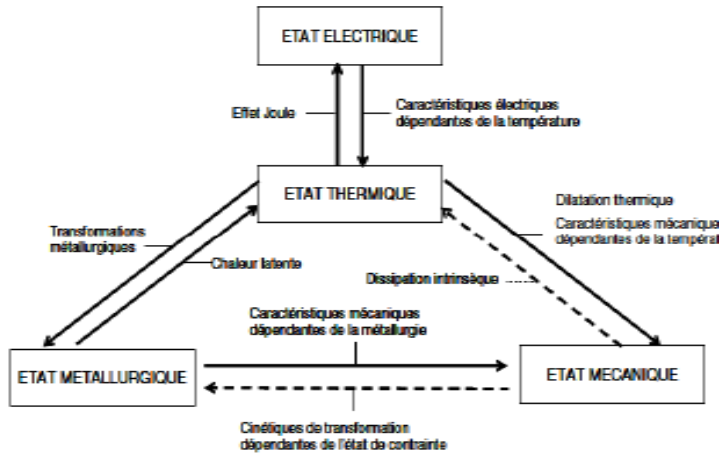 ETAT ELECTRIQUE
Effet Joule
Caractéristiques électriques
dépendantes de la température
ETAT THERMIQUE
Transformations
métallurgiques
Chaleur latente
Dilatation thermique
Caractéristiques mécanique
dépendantes de la températ
Dissipation intrinsèque
Caractéristiques mécaniques
dépendantes de la métallurgie
ETAT METALLURGIQUE
ETAT MECANIQUE
Cinétiques de transformation
dépendantes de l'état de contrainte